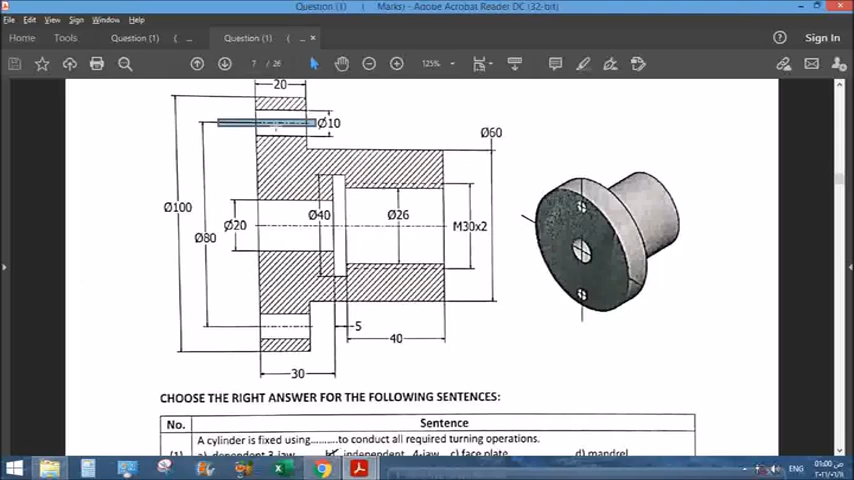 Question (1) Marks) - Adobe Acrobat Reader DC (32-bit)
File Edit View Sign Window Help
Home Tools Question (1) ( ... Question (1) ( ... × Sign In
7 / 26 125%
20
Ø10
Ø60
Ø100
Ø80
Ø20
Ø40
Ø26
M30x2
5
40
30
CHOOSE THE RIGHT ANSWER FOR THE FOLLOWING SENTENCES:
No. Sentence
A cylinder is fixed using..........to conduct all required turning operations.
(1) a) dependent 3-jaw b) independent 4-jaw c) face plate d) mandrel
ENG 01:00 ص